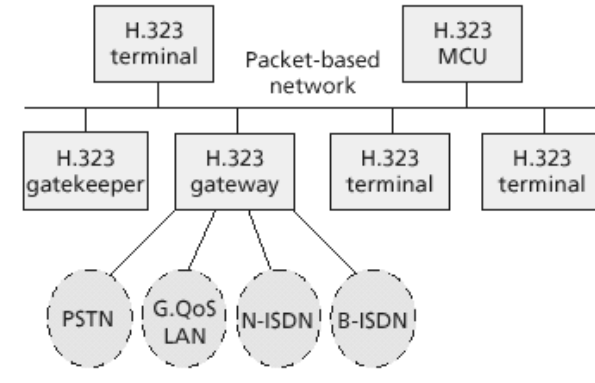 H.323
terminal
Packet-based
network
H.323
MCU
H.323
gatekeeper
H.323
gateway
H.323
terminal
H.323
terminal
PSTN
G.QoS
LAN
N-ISDN
B-ISDN